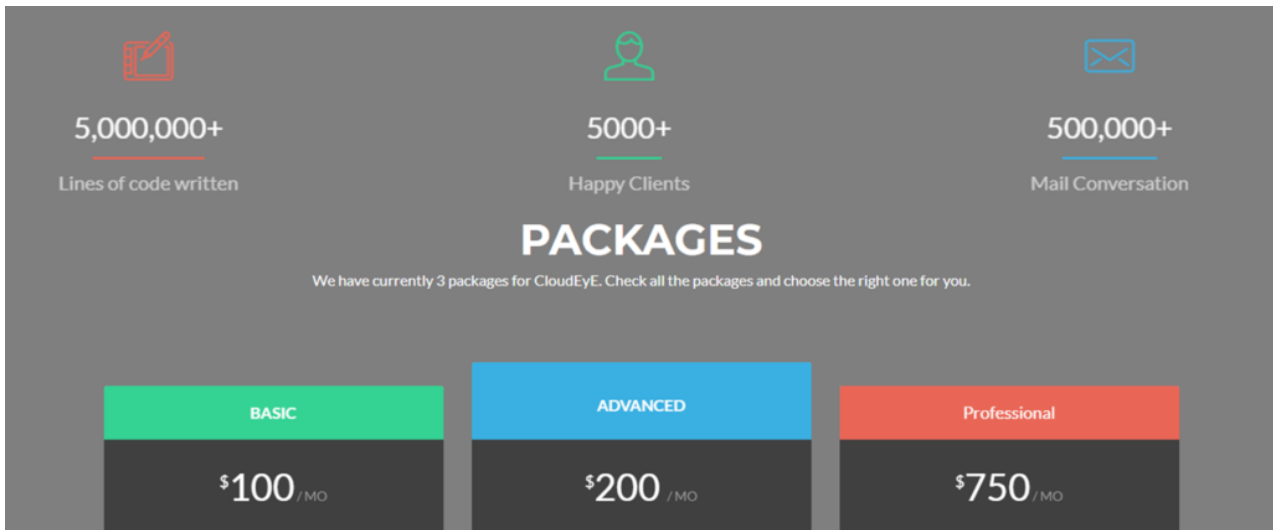 5,000,000+
5000+
500,000+
Lines of code written
Happy Clients
Mail Conversation
PACKAGES
We have currently 3 packages for CloudEyE. Check all the packages and choose the right one for you.
BASIC
ADVANCED
Professional
$100 / MO
$200 / MO
$750 / MO